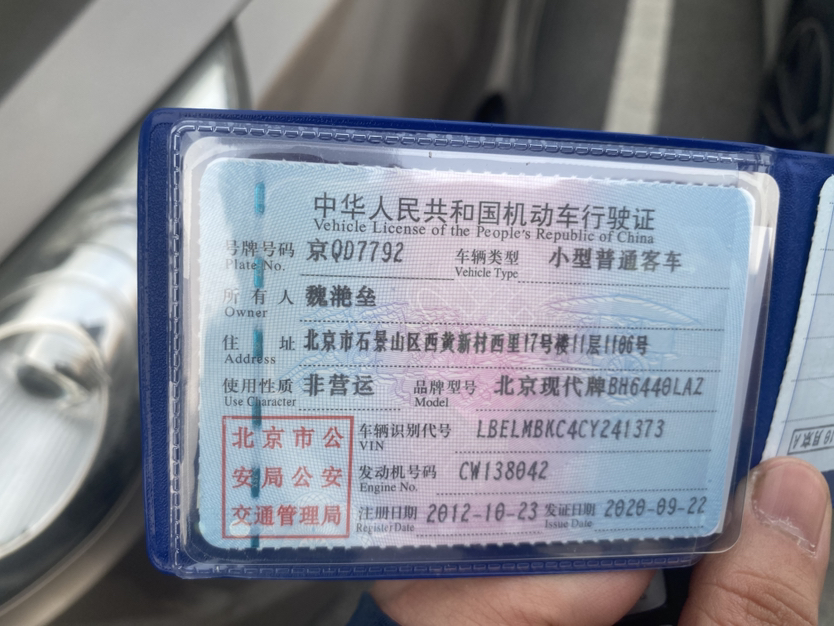 中华人民共和国机动车行驶证
Vehicle License of the People's Republic of China
号牌号码 京QD7792 车辆类型 小型普通客车
Plate No. Vehicle Type
所有人 魏滟垒
Owner
住址 北京市石景山区西黄新村西里17号楼11层1106号
Address
使用性质 非营运 品牌型号 北京现代牌BH6440LAZ
Use Character Model
北京市公安局公安交通管理局
车辆识别代号 LBELMBKC4CY241373
VIN
发动机号码 CW138042
Engine No.
注册日期 2012-10-23 发证日期 2020-09-22
Register Date Issue Date